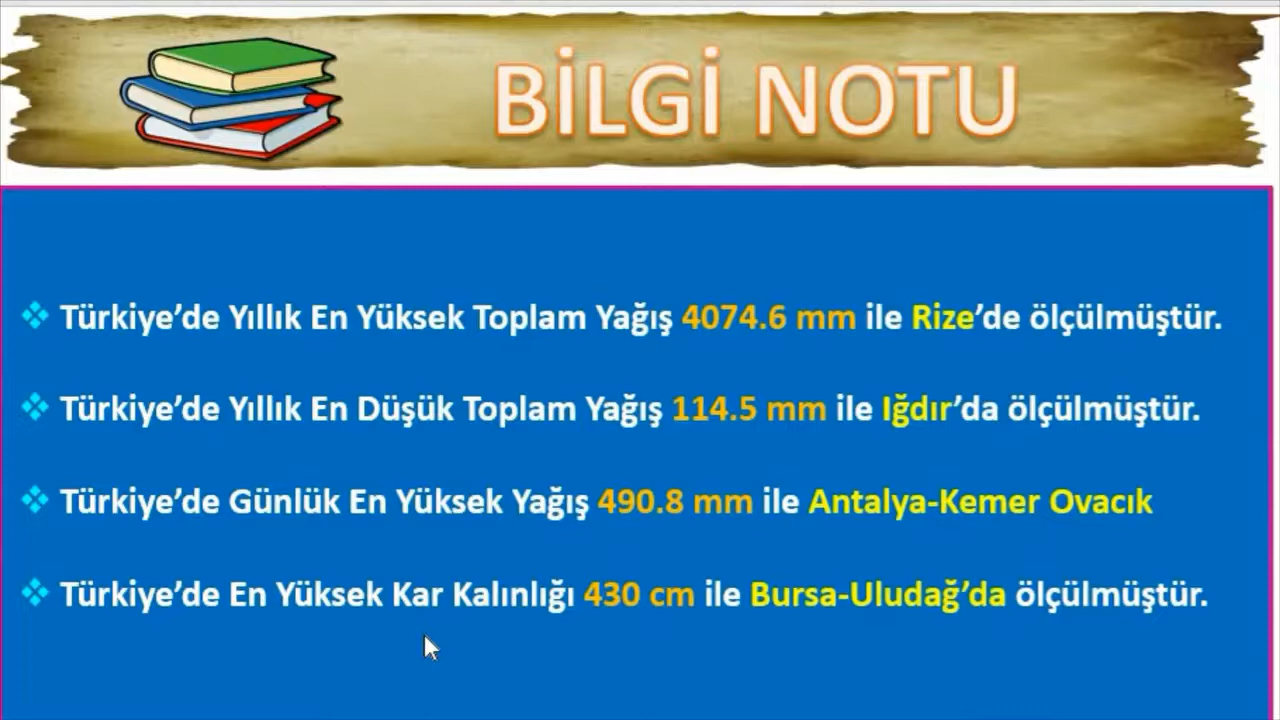 BİLGİ NOTU
Türkiye’de Yıllık En Yüksek Toplam Yağış 4074.6 mm ile Rize’de ölçülmüştür.
Türkiye’de Yıllık En Düşük Toplam Yağış 114.5 mm ile Iğdır’da ölçülmüştür.
Türkiye’de Günlük En Yüksek Yağış 490.8 mm ile Antalya-Kemer Ovacık
Türkiye’de En Yüksek Kar Kalınlığı 430 cm ile Bursa-Uludağ’da ölçülmüştür.